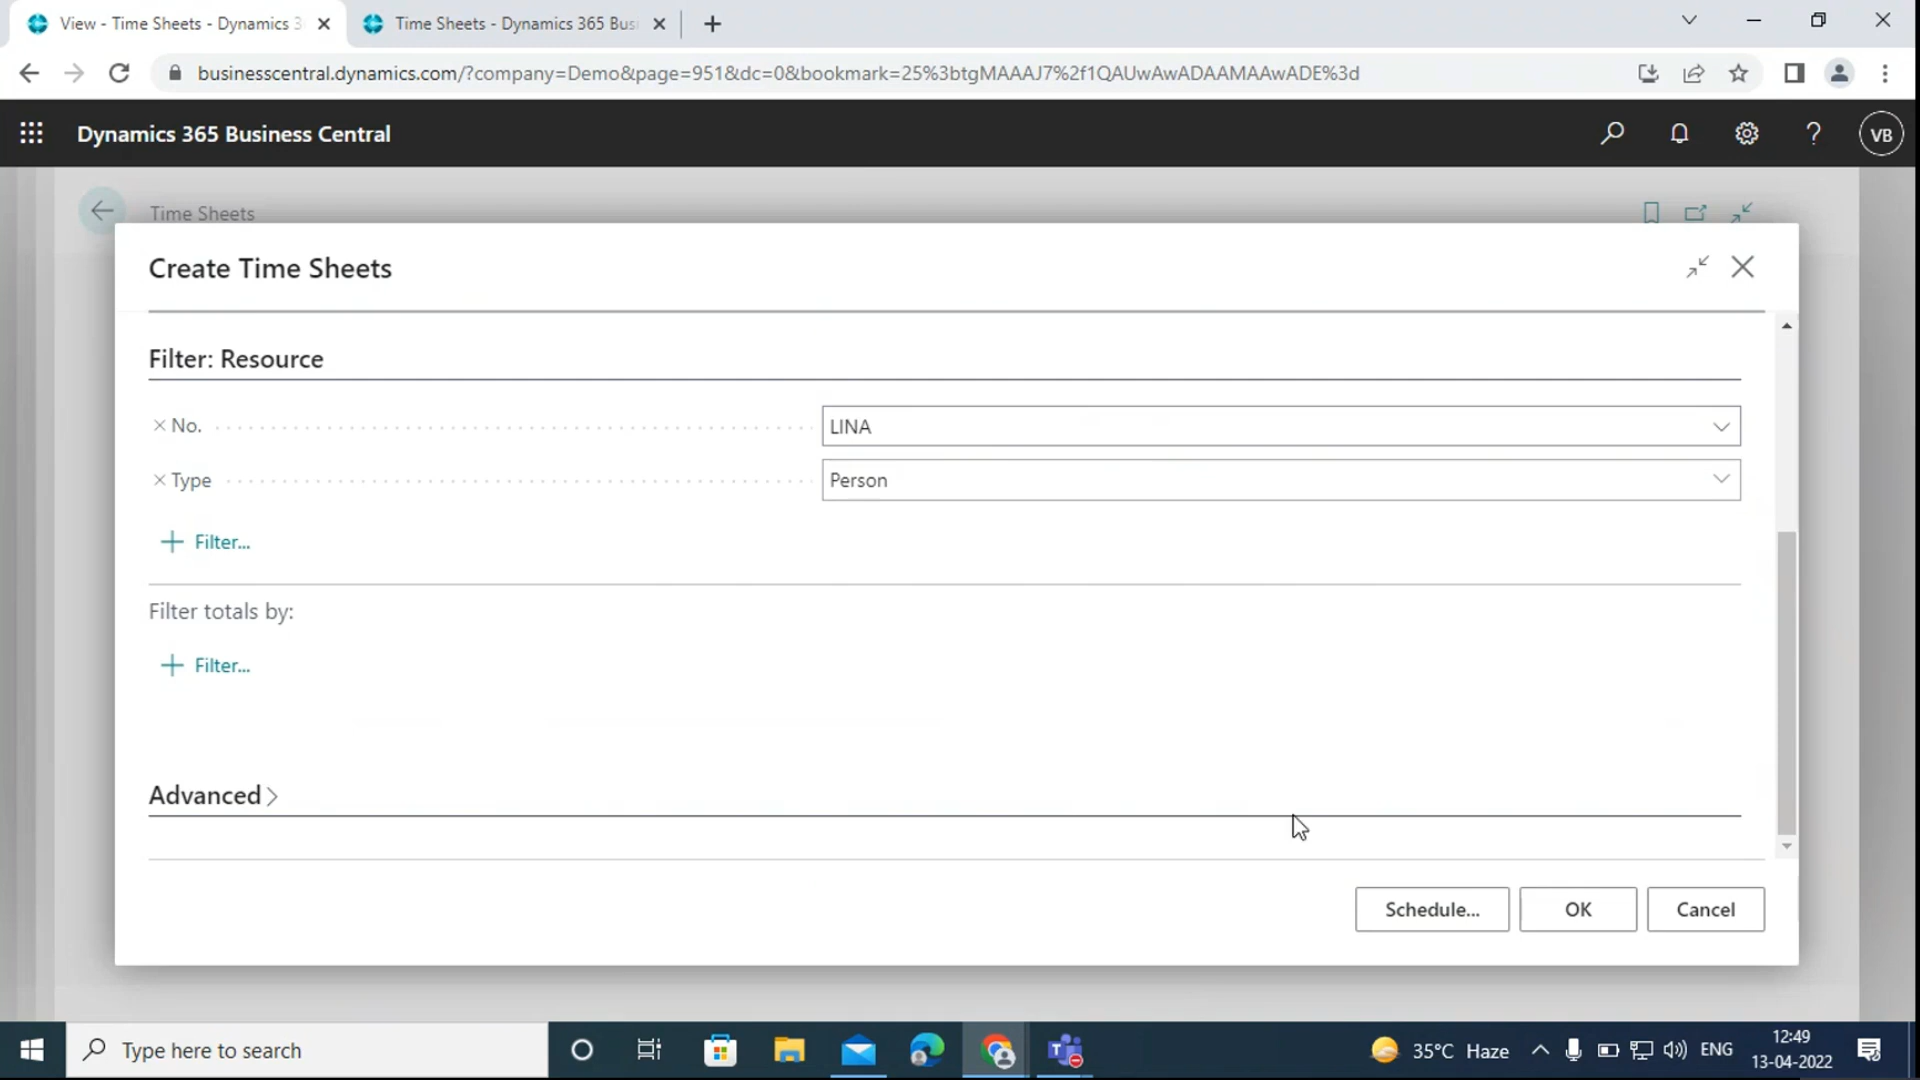 View - Time Sheets - Dynamics 3
Time Sheets - Dynamics 365 Busi
businesscentral.dynamics.com/?company=Demo&page=951&dc=0&bookmark=25%3btgMAAAJ7%2f1QAUwAwADAAMAAwADE%3d
Dynamics 365 Business Central
VB
Time Sheets
Create Time Sheets
Filter: Resource
No.
LINA
Type
Person
Filter...
Filter totals by:
Filter...
Advanced
Schedule...
OK
Cancel
Type here to search
35°C Haze
ENG
12:49
13-04-2022